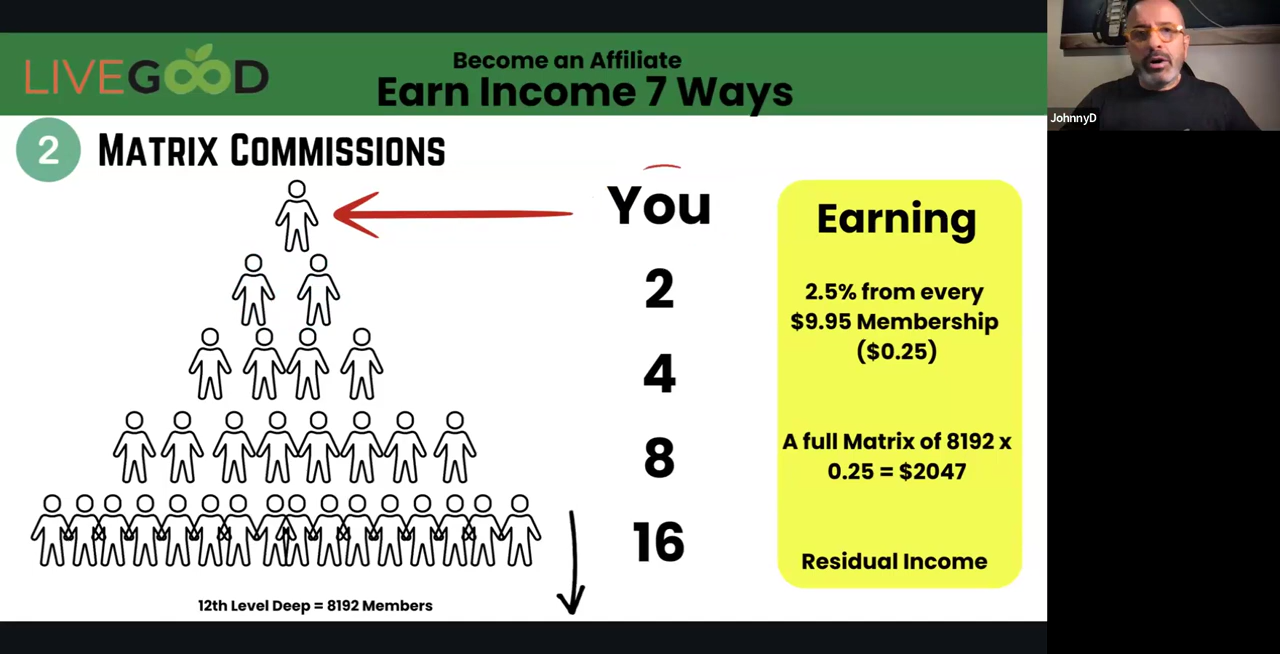 LIVEGOOD
Become an Affiliate
Earn Income 7 Ways
2
MATRIX COMMISSIONS
You
2
4
8
16
Earning
2.5% from every
$9.95 Membership
($0.25)
A full Matrix of 8192 x
0.25 = $2047
Residual Income
12th Level Deep = 8192 Members
JohnnyD